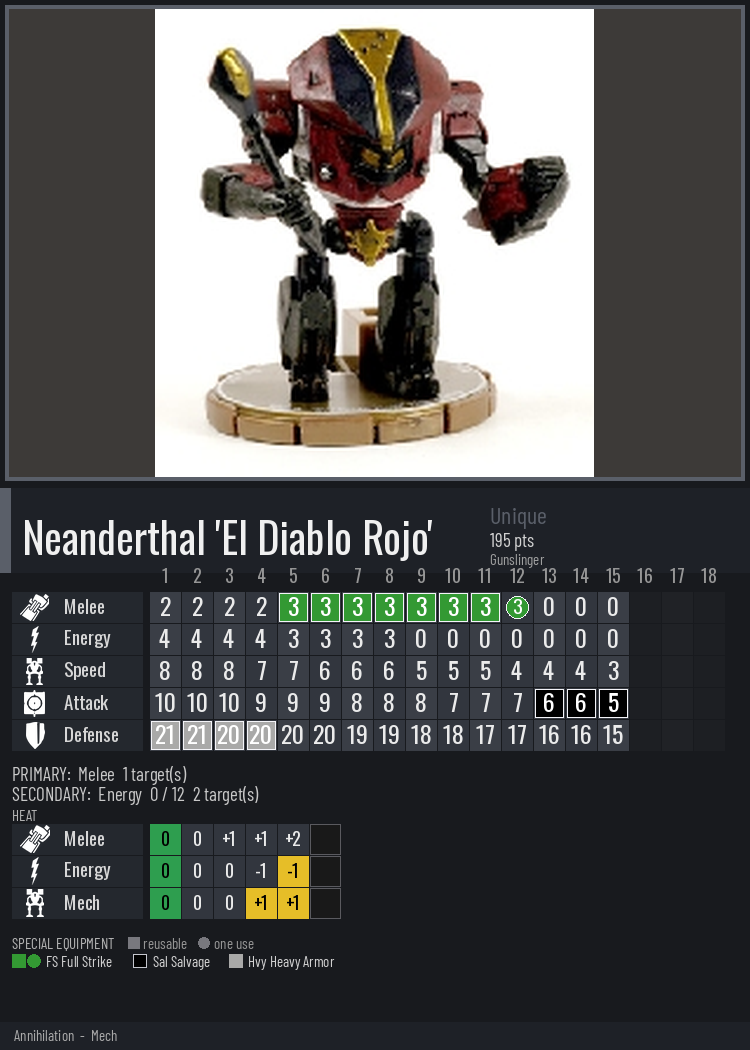 Neanderthal 'El Diablo Rojo'
Unique
195 pts
Gunslinger
1 2 3 4 5 6 7 8 9 10 11 12 13 14 15 16 17 18
Melee 2 2 2 2 3 3 3 3 3 3 3 3 0 0 0
Energy 4 4 4 4 3 3 3 3 0 0 0 0 0 0 0
Speed 8 8 8 7 7 6 6 6 5 5 5 4 4 4 3
Attack 10 10 10 9 9 9 8 8 8 7 7 7 6 6 5
Defense 21 21 20 20 20 20 19 19 18 18 17 17 16 16 15
PRIMARY: Melee 1 target(s)
SECONDARY: Energy 0 / 12 2 target(s)
HEAT
Melee 0 0 +1 +1 +2
Energy 0 0 0 -1 -1
Mech 0 0 0 +1 +1
SPECIAL EQUIPMENT reusable one use
FS Full Strike Sal Salvage Hvy Heavy Armor
Annihilation - Mech